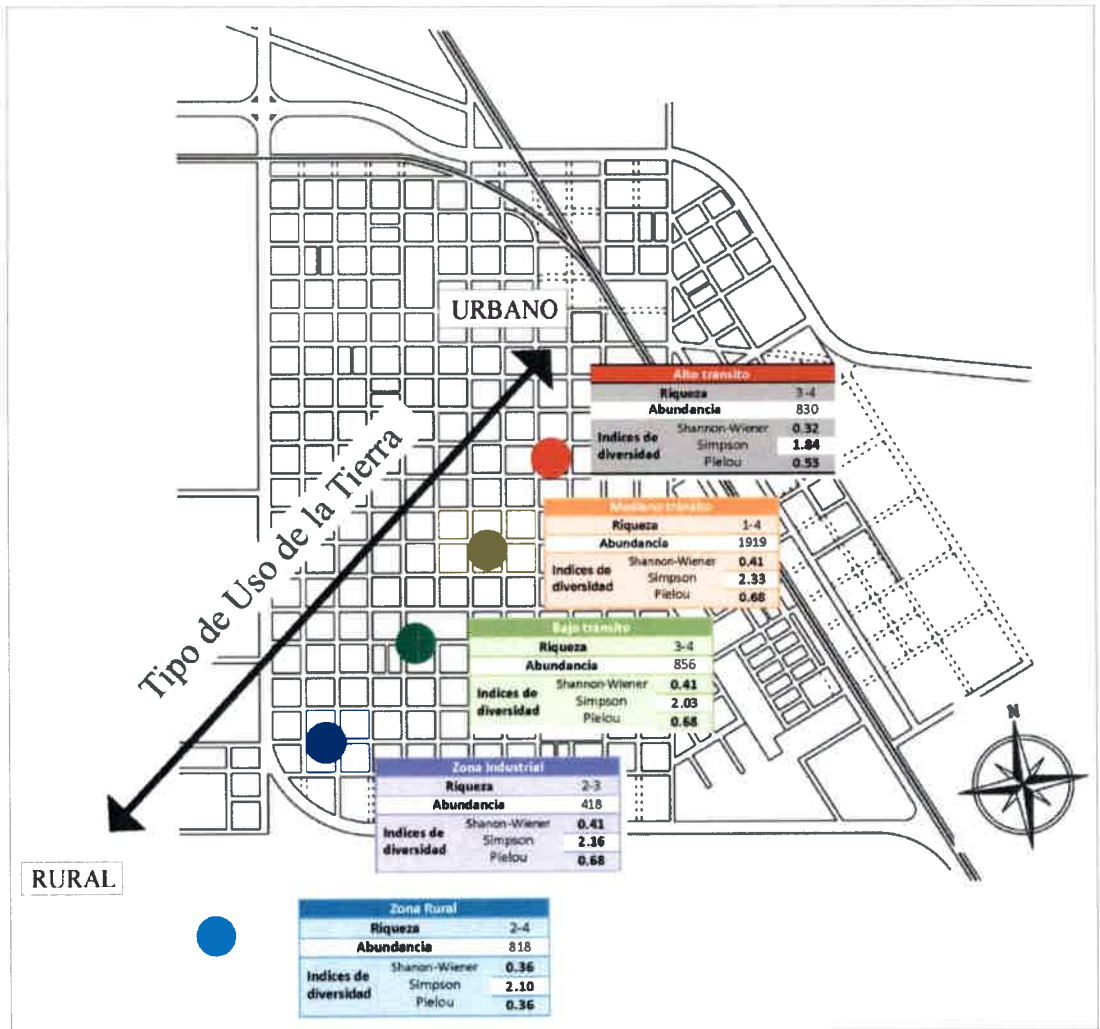 URBANO
Tipo de Uso de la Tierra
Alto tránsito
Riqueza 3-4
Abundancia 830
Indices de diversidad
Shannon-Wiener 0.32
Simpson 1.84
Pielou 0.53
Mediano tránsito
Riqueza 1-4
Abundancia 1919
Indices de diversidad
Shannon-Wiener 0.41
Simpson 2.33
Pielou 0.68
Bajo tránsito
Riqueza 3-4
Abundancia 856
Indices de diversidad
Shannon-Wiener 0.41
Simpson 2.03
Pielou 0.68
N
Zona Industrial
Riqueza 2-3
Abundancia 418
Indices de diversidad
Shanon-Wiener 0.41
Simpson 2.16
Pielou 0.68
RURAL
Zona Rural
Riqueza 2-4
Abundancia 818
Indices de diversidad
Shanon-Wiener 0.36
Simpson 2.10
Pielou 0.36